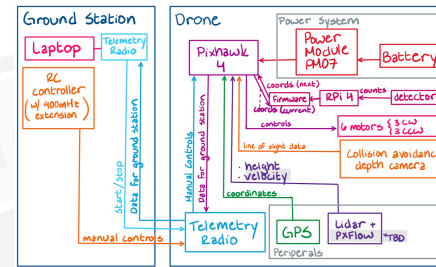 Ground Station
Laptop
Telemetry
Radio
RC
Controller
(w/ 900MHz
extension)
Start/Stop
Data for ground station
manual controls
Drone
Pixhawk
4
Power System
Power
Module
PM07
Battery
coords (next)
Firmware
RPi 4
counts
detector
coords (current)
controls
6 motors { 3 CW
3 CCW
line of sight data
Collision avoidance
depth camera
Manual Controls
Data for ground station
· height
· velocity
coordinates
Telemetry
Radio
GPS
Lidar +
PXFlow
*TBD
Peripherals